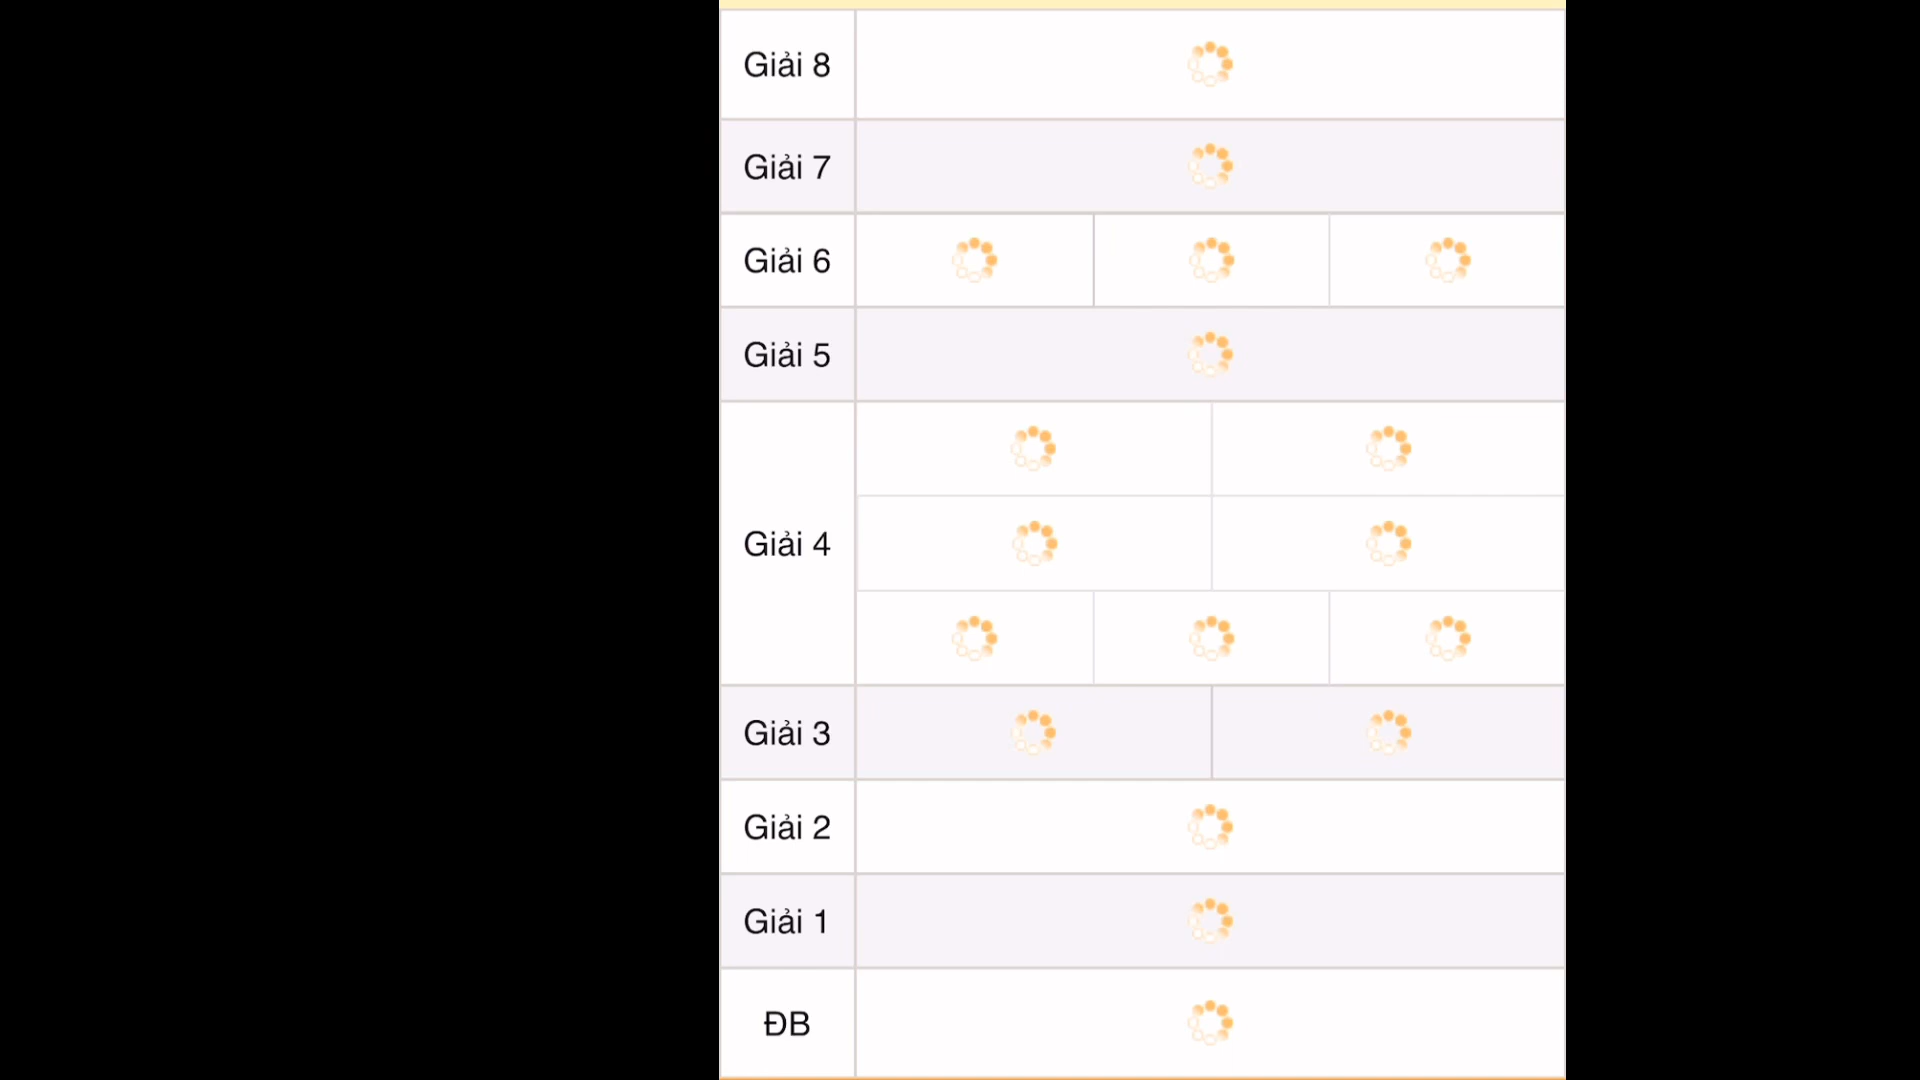 Giải 8
Giải 7
Giải 6
Giải 5
Giải 4
Giải 3
Giải 2
Giải 1
ĐB